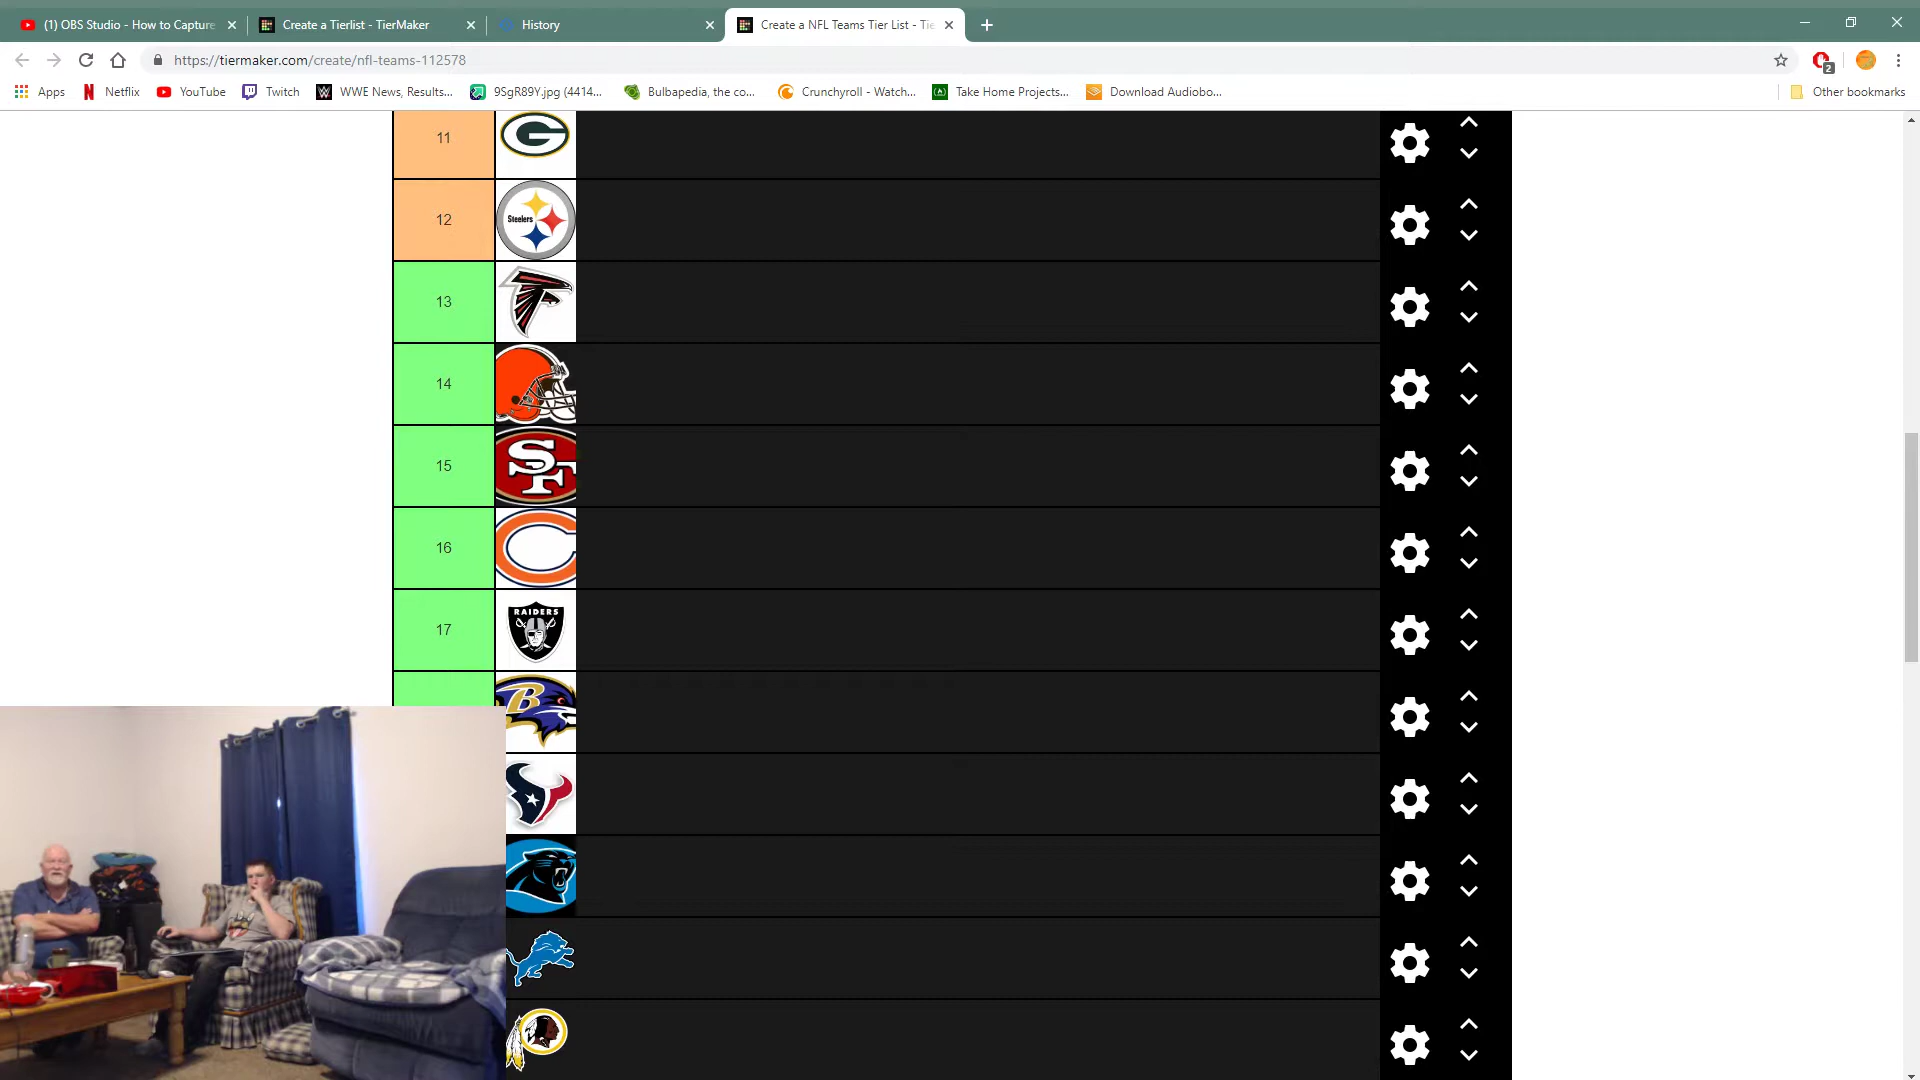 (1) OBS Studio - How to Capture
Create a Tierlist - TierMaker
History
Create a NFL Teams Tier List - Tie
https://tiermaker.com/create/nfl-teams-112578
2
Apps
Netflix
YouTube
Twitch
WWE News, Results...
9SgR89Y.jpg (4414...
Bulbapedia, the co...
Crunchyroll - Watch...
Take Home Projects...
Download Audiobo...
Other bookmarks
11
G
12
Steelers
13
14
15
SF
16
C
17
RAIDERS
B